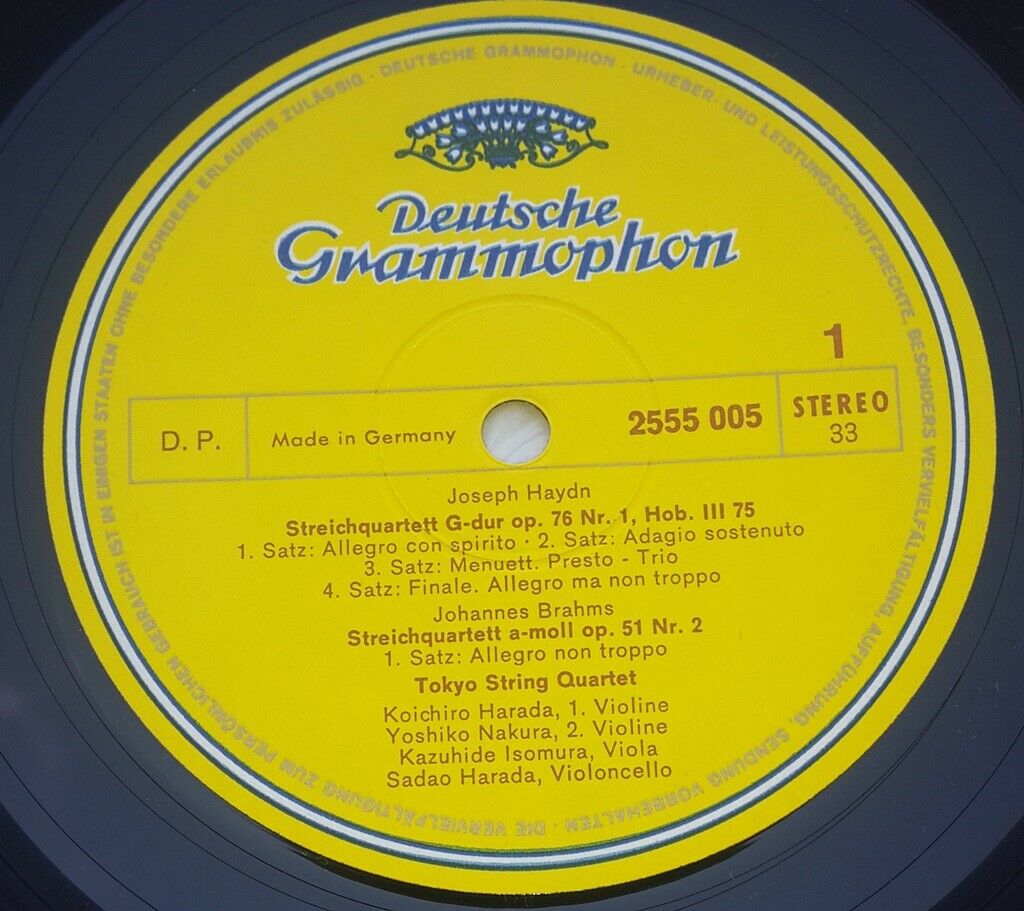 Deutsche
Grammophon
1
D. P.
Made in Germany
2555 005
STEREO
33
Joseph Haydn
Streichquartett G-dur op. 76 Nr. 1, Hob. III 75
1. Satz: Allegro con spirito · 2. Satz: Adagio sostenuto
3. Satz: Menuett. Presto - Trio
4. Satz: Finale. Allegro ma non troppo
Johannes Brahms
Streichquartett a-moll op. 51 Nr. 2
1. Satz: Allegro non troppo
Tokyo String Quartet
Koichiro Harada, 1. Violine
Yoshiko Nakura, 2. Violine
Kazuhide Isomura, Viola
Sadao Harada, Violoncello
DEUTSCHE GRAMMOPHON · URHEBER- UND LEISTUNGSSCHUTZRECHTE, BESONDERS VERVIELFÄLTIGUNG, AUFFÜHRUNG, SENDUNG VORBEHALTEN · DIE VERVIELFÄLTIGUNG ZUM PERSÖNLICHEN GEBRAUCH IST IN EINIGEN STAATEN OHNE BESONDERE ERLAUBNIS ZULÄSSIG ·